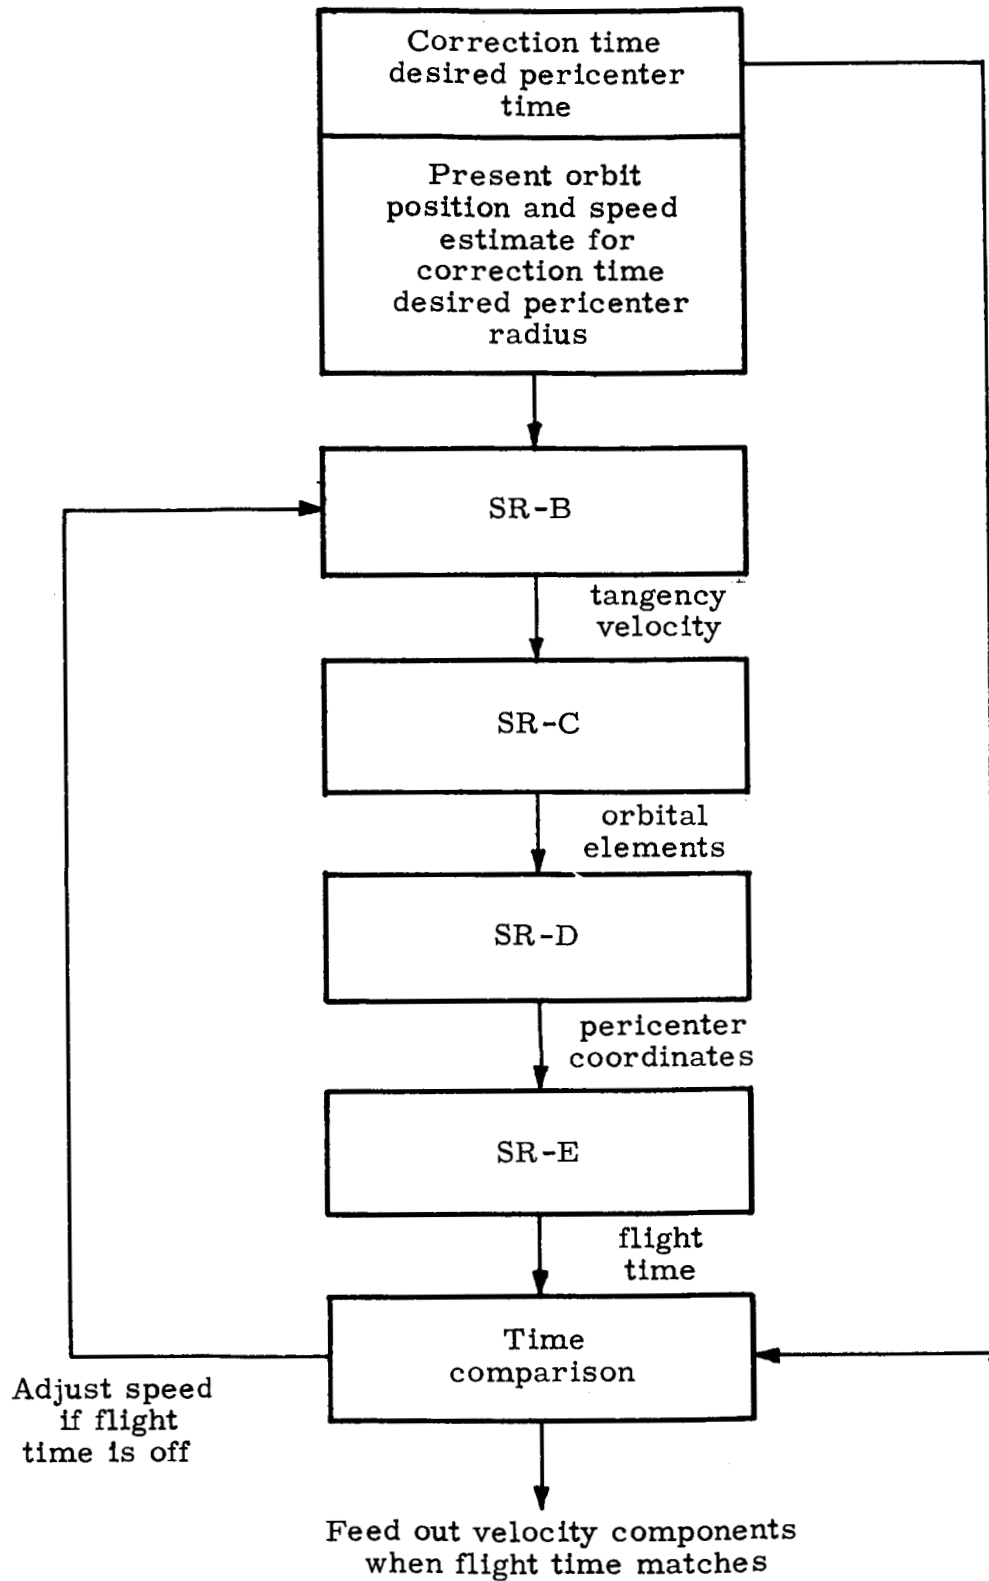 Correction time
desired pericenter
time
Present orbit
position and speed
estimate for
correction time
desired pericenter
radius
SR-B
tangency
velocity
SR-C
orbital
elements
SR-D
pericenter
coordinates
SR-E
flight
time
Time
comparison
Adjust speed
if flight
time is off
Feed out velocity components
when flight time matches